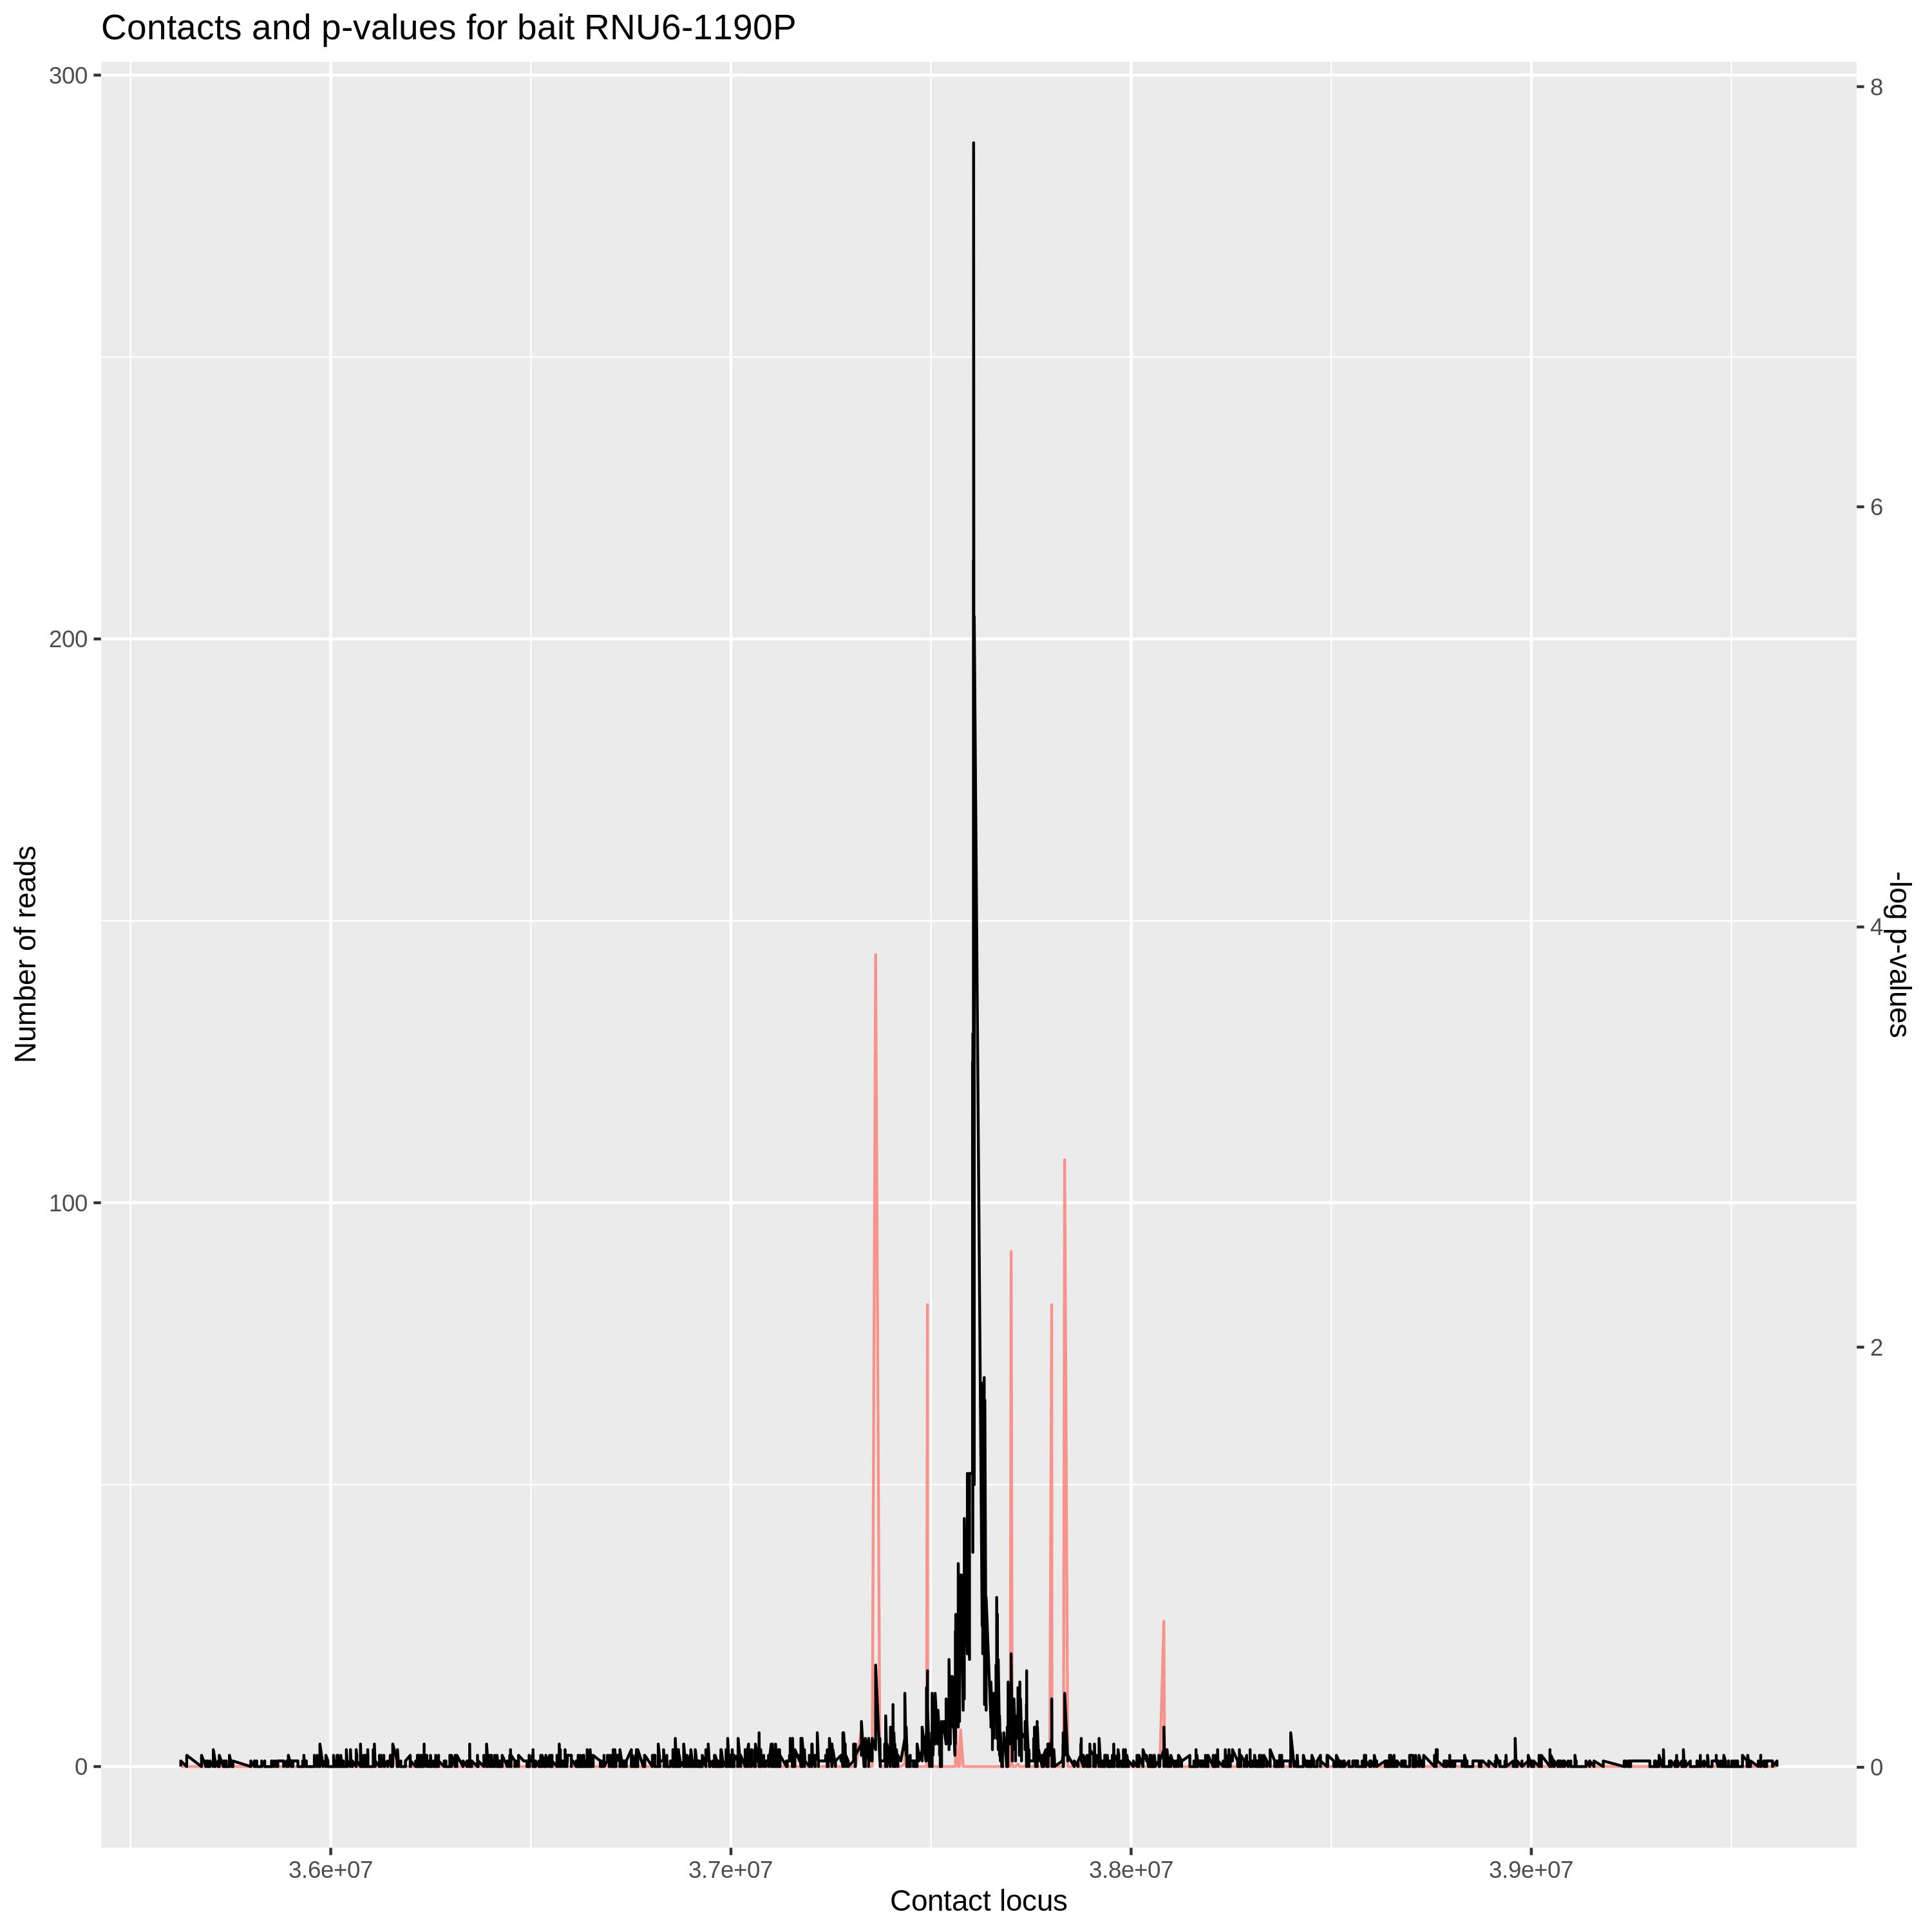 Contacts and p-values for bait RNU6-1190P
300
200
100
0
Number of reads
8
6
4
2
0
-log p-values
3.6e+07
3.7e+07
3.8e+07
3.9e+07
Contact locus